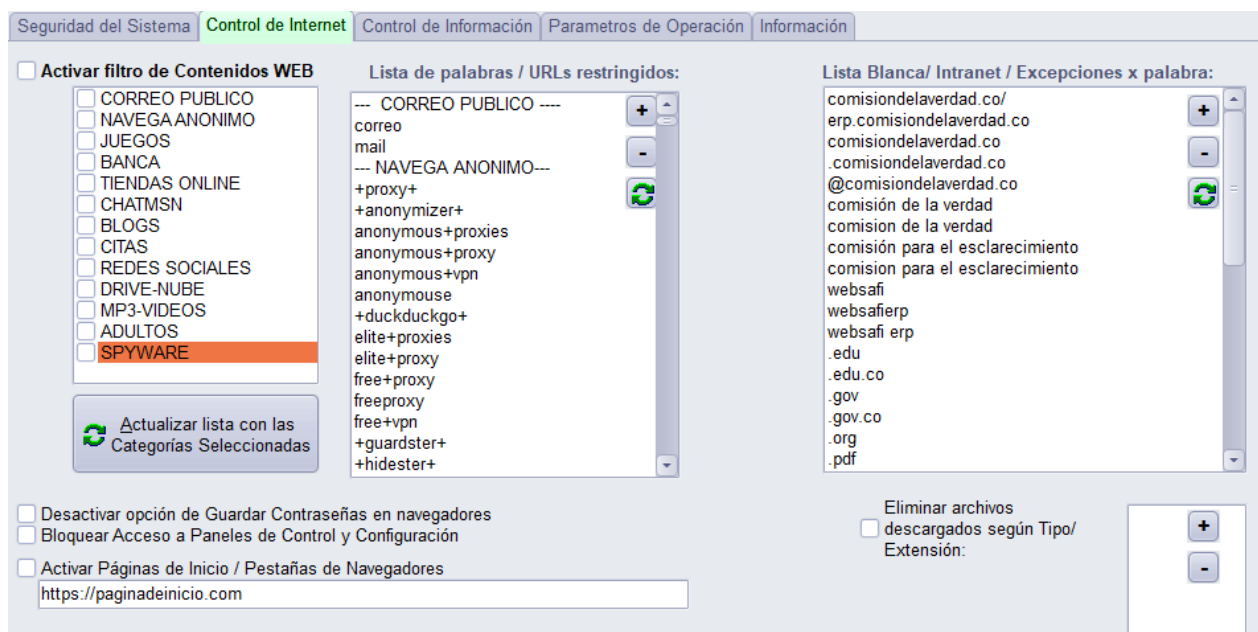 Seguridad del Sistema
Control de Internet
Control de Información
Parametros de Operación
Información
Activar filtro de Contenidos WEB
CORREO PUBLICO
NAVEGA ANONIMO
JUEGOS
BANCA
TIENDAS ONLINE
CHATMSN
BLOGS
CITAS
REDES SOCIALES
DRIVE-NUBE
MP3-VIDEOS
ADULTOS
SPYWARE
Actualizar lista con las
Categorías Seleccionadas
Lista de palabras / URLs restringidos:
--- CORREO PUBLICO ----
correo
mail
--- NAVEGA ANONIMO---
+proxy+
+anonymizer+
anonymous+proxies
anonymous+proxy
anonymous+vpn
anonymouse
+duckduckgo+
elite+proxies
elite+proxy
free+proxy
freeproxy
free+vpn
+guardster+
+hidester+
+
-
Lista Blanca/ Intranet / Excepciones x palabra:
comisiondelaverdad.co/
erp.comisiondelaverdad.co
comisiondelaverdad.co
.comisiondelaverdad.co
@comisiondelaverdad.co
comisión de la verdad
comision de la verdad
comisión para el esclarecimiento
comision para el esclarecimiento
websafi
websafierp
websafi erp
.edu
.edu.co
.gov
.gov.co
.org
.pdf
+
-
Desactivar opción de Guardar Contraseñas en navegadores
Bloquear Acceso a Paneles de Control y Configuración
Activar Páginas de Inicio / Pestañas de Navegadores
https://paginadeinicio.com
Eliminar archivos
descargados según Tipo/
Extensión:
+
-